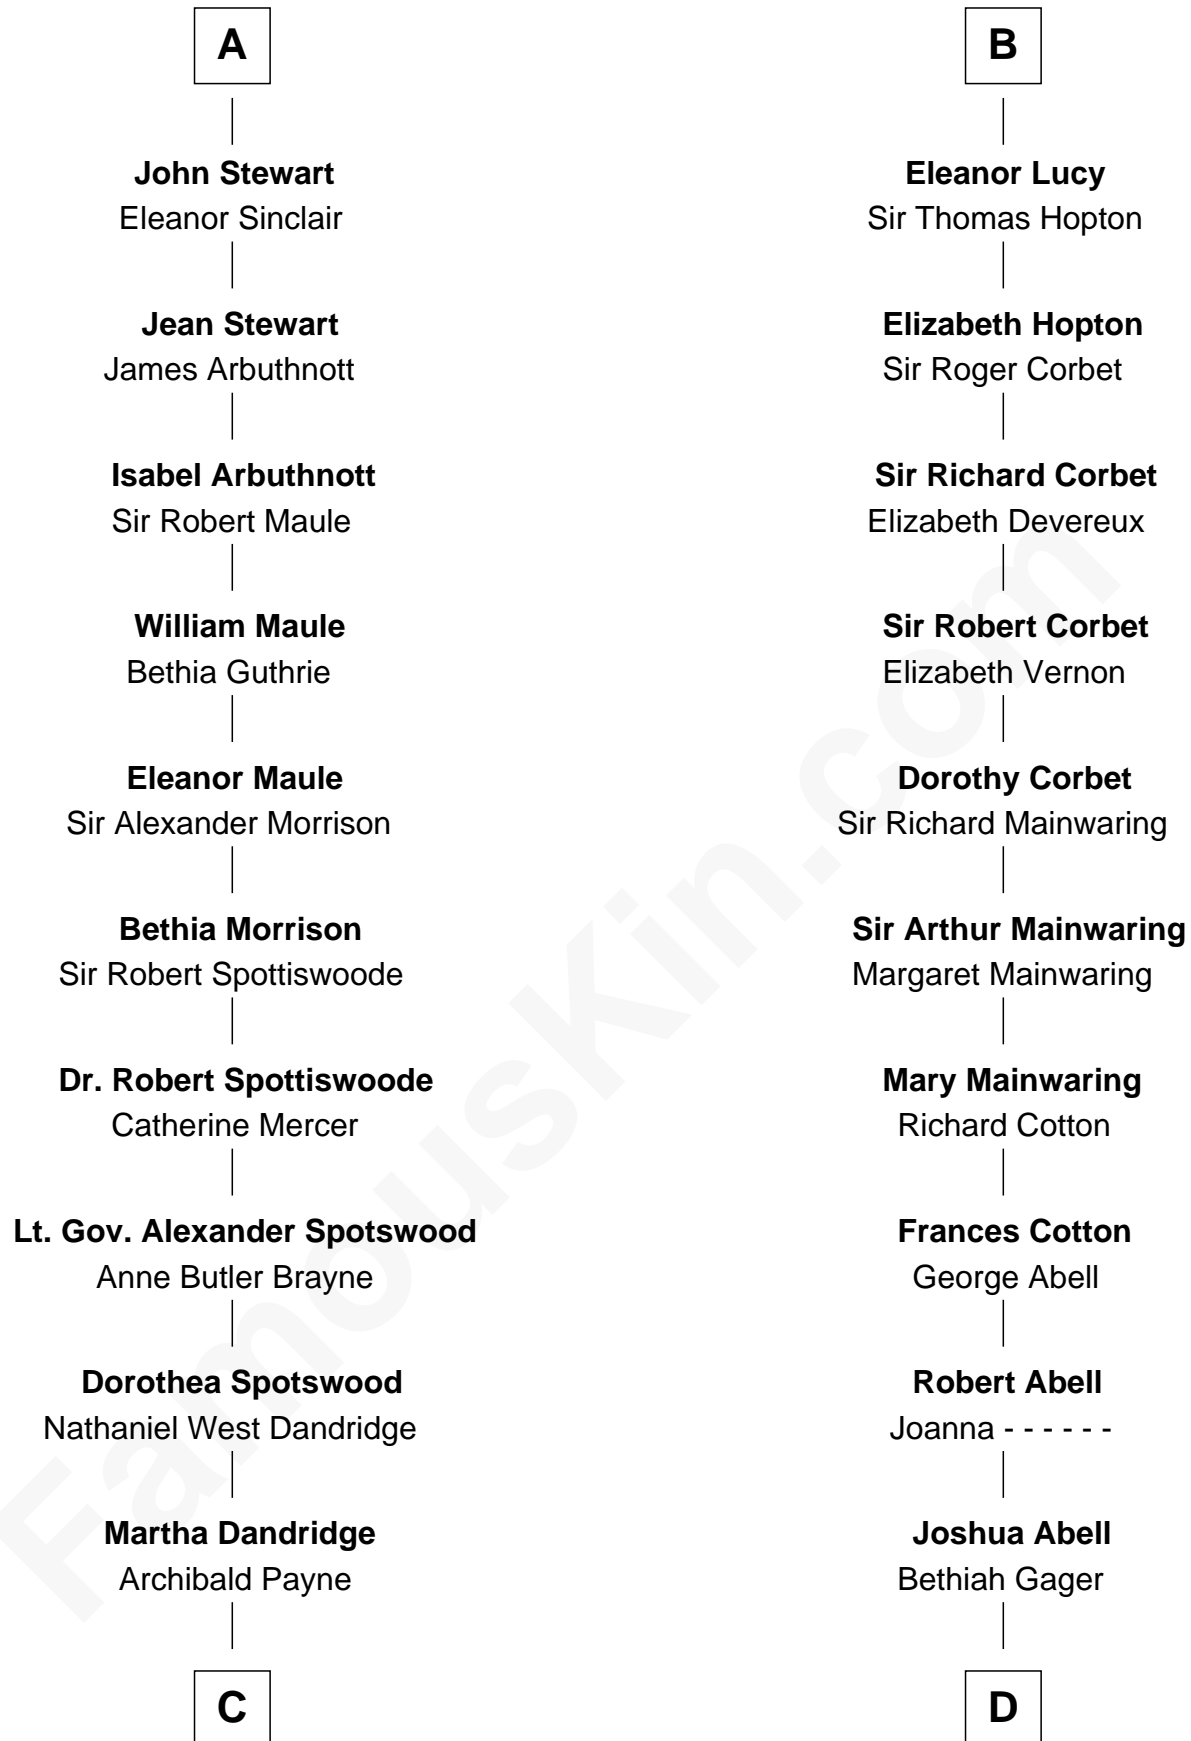 A
John Stewart
Eleanor Sinclair
Jean Stewart
James Arbuthnott
Isabel Arbuthnott
Sir Robert Maule
William Maule
Bethia Guthrie
Eleanor Maule
Sir Alexander Morrison
Bethia Morrison
Sir Robert Spottiswoode
Dr. Robert Spottiswoode
Catherine Mercer
Lt. Gov. Alexander Spotswood
Anne Butler Brayne
Dorothea Spotswood
Nathaniel West Dandridge
Martha Dandridge
Archibald Payne
C
B
Eleanor Lucy
Sir Thomas Hopton
Elizabeth Hopton
Sir Roger Corbet
Sir Richard Corbet
Elizabeth Devereux
Sir Robert Corbet
Elizabeth Vernon
Dorothy Corbet
Sir Richard Mainwaring
Sir Arthur Mainwaring
Margaret Mainwaring
Mary Mainwaring
Richard Cotton
Frances Cotton
George Abell
Robert Abell
Joanna - - - - - -
Joshua Abell
Bethiah Gager
D
FamousKin.com